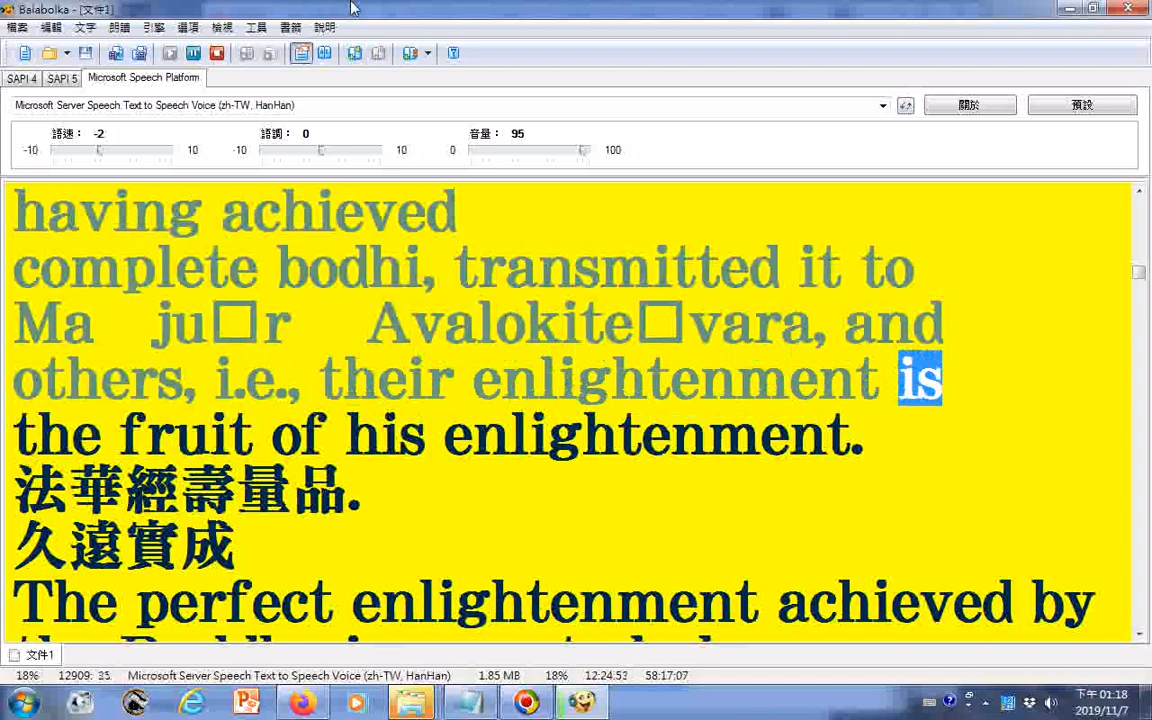 Balabolka - [文件1]
檔案 編輯 文字 朗讀 引擎 選項 檢視 工具 書籤 說明
SAPI 4 SAPI 5 Microsoft Speech Platform
Microsoft Server Speech Text to Speech Voice (zh-TW, HanHan) 關於 預設
語速： -2 語調： 0 音量： 95
-10 10 -10 10 0 100
having achieved
complete bodhi, transmitted it to
Ma ju□r Avalokite□vara, and
others, i.e., their enlightenment is
the fruit of his enlightenment.
法華經壽量品.
久遠實成
The perfect enlightenment achieved by
文件1
18% 12909: 35 Microsoft Server Speech Text to Speech Voice (zh-TW, HanHan) 1.85 MB 18% 12:24:53 58:17:07
下午 01:18
2019/11/7